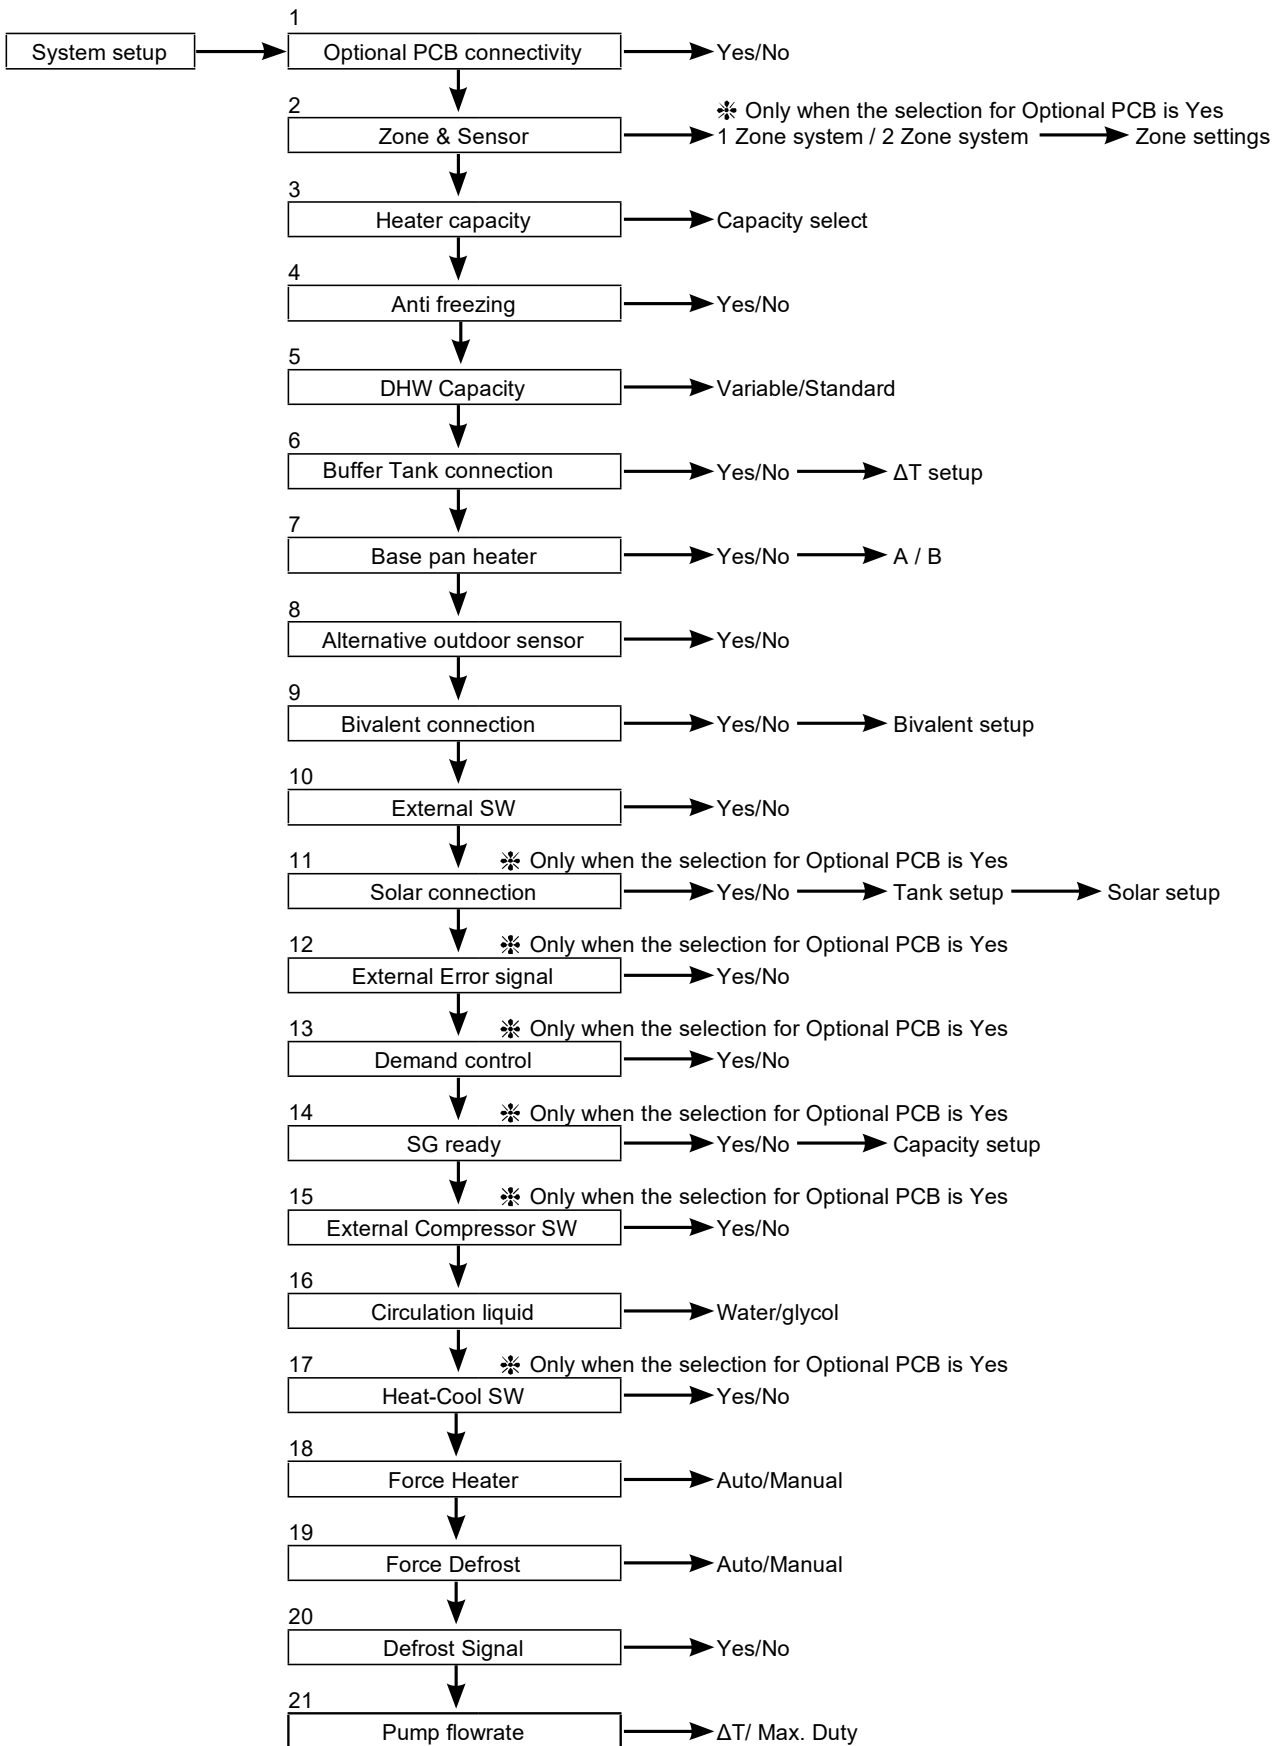 1
System setup
Optional PCB connectivity
Yes/No
2
❉ Only when the selection for Optional PCB is Yes
Zone & Sensor
1 Zone system / 2 Zone system
Zone settings
3
Heater capacity
Capacity select
4
Anti freezing
Yes/No
5
DHW Capacity
Variable/Standard
6
Buffer Tank connection
Yes/No
ΔT setup
7
Base pan heater
Yes/No
A / B
8
Alternative outdoor sensor
Yes/No
9
Bivalent connection
Yes/No
Bivalent setup
10
External SW
Yes/No
11
❉ Only when the selection for Optional PCB is Yes
Solar connection
Yes/No
Tank setup
Solar setup
12
❉ Only when the selection for Optional PCB is Yes
External Error signal
Yes/No
13
❉ Only when the selection for Optional PCB is Yes
Demand control
Yes/No
14
❉ Only when the selection for Optional PCB is Yes
SG ready
Yes/No
Capacity setup
15
❉ Only when the selection for Optional PCB is Yes
External Compressor SW
Yes/No
16
Circulation liquid
Water/glycol
17
❉ Only when the selection for Optional PCB is Yes
Heat-Cool SW
Yes/No
18
Force Heater
Auto/Manual
19
Force Defrost
Auto/Manual
20
Defrost Signal
Yes/No
21
Pump flowrate
ΔT/ Max. Duty